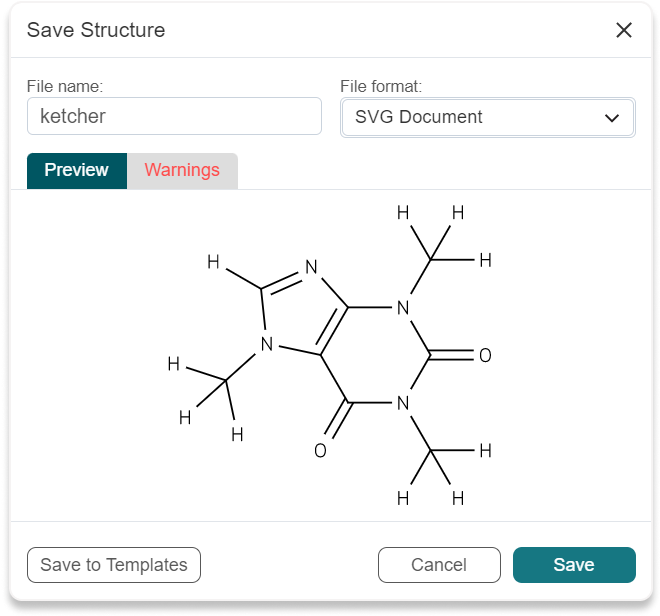 Save Structure
File name: File format:
ketcher SVG Document
Preview Warnings
H H
H H
N
N
N O
H
N
H H
H O
H H
Save to Templates Cancel Save